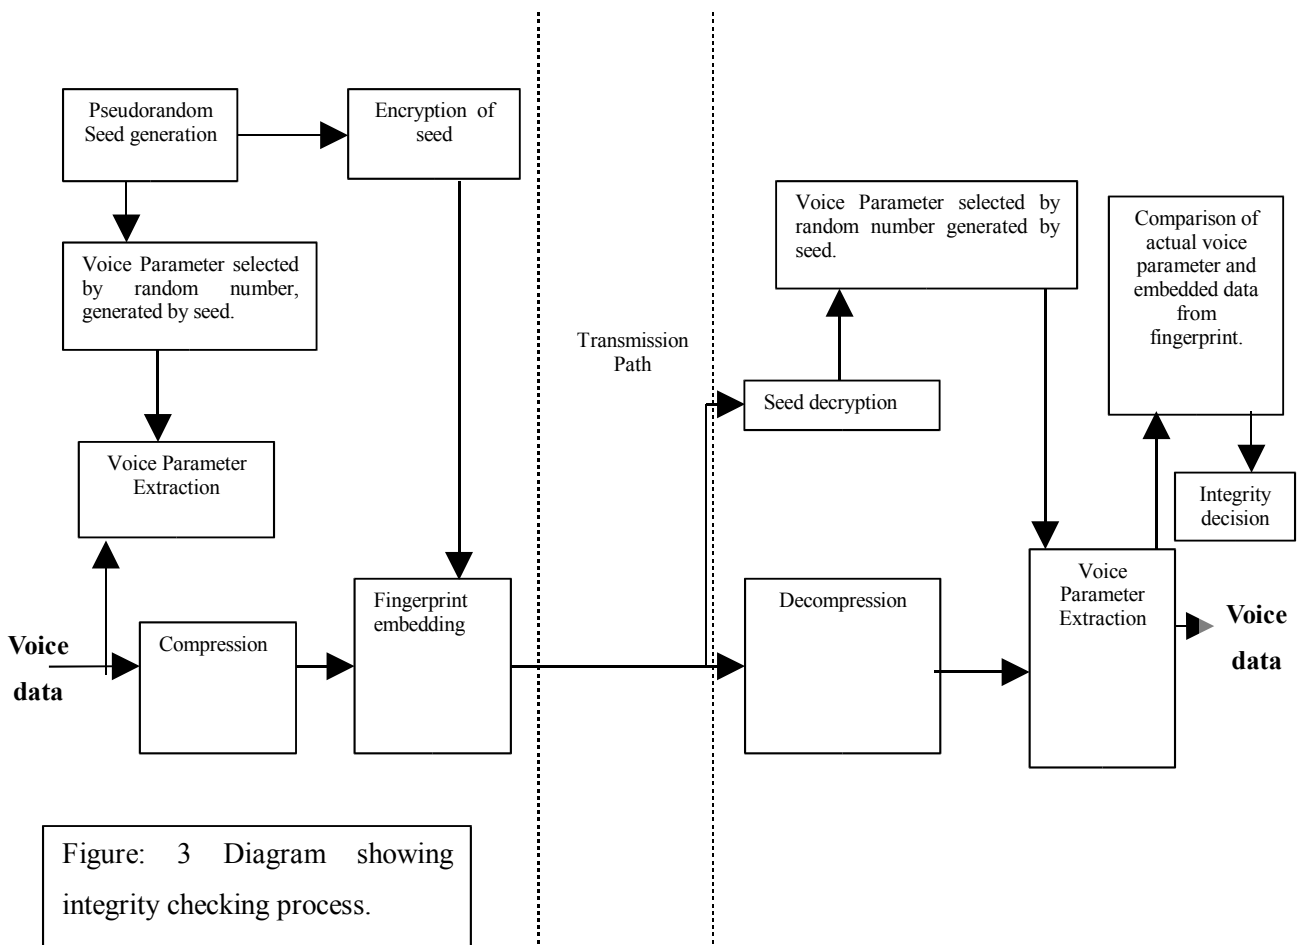 Pseudorandom
Seed generation
Encryption of
seed
Voice Parameter selected
by random number,
generated by seed.
Voice Parameter
Extraction
Voice
data
Compression
Fingerprint
embedding
Transmission
Path
Voice Parameter selected by
random number generated by
seed.
Seed decryption
Decompression
Voice
Parameter
Extraction
Comparison of
actual voice
parameter and
embedded data
from
fingerprint.
Integrity
decision
Voice
data
Figure: 3 Diagram showing
integrity checking process.